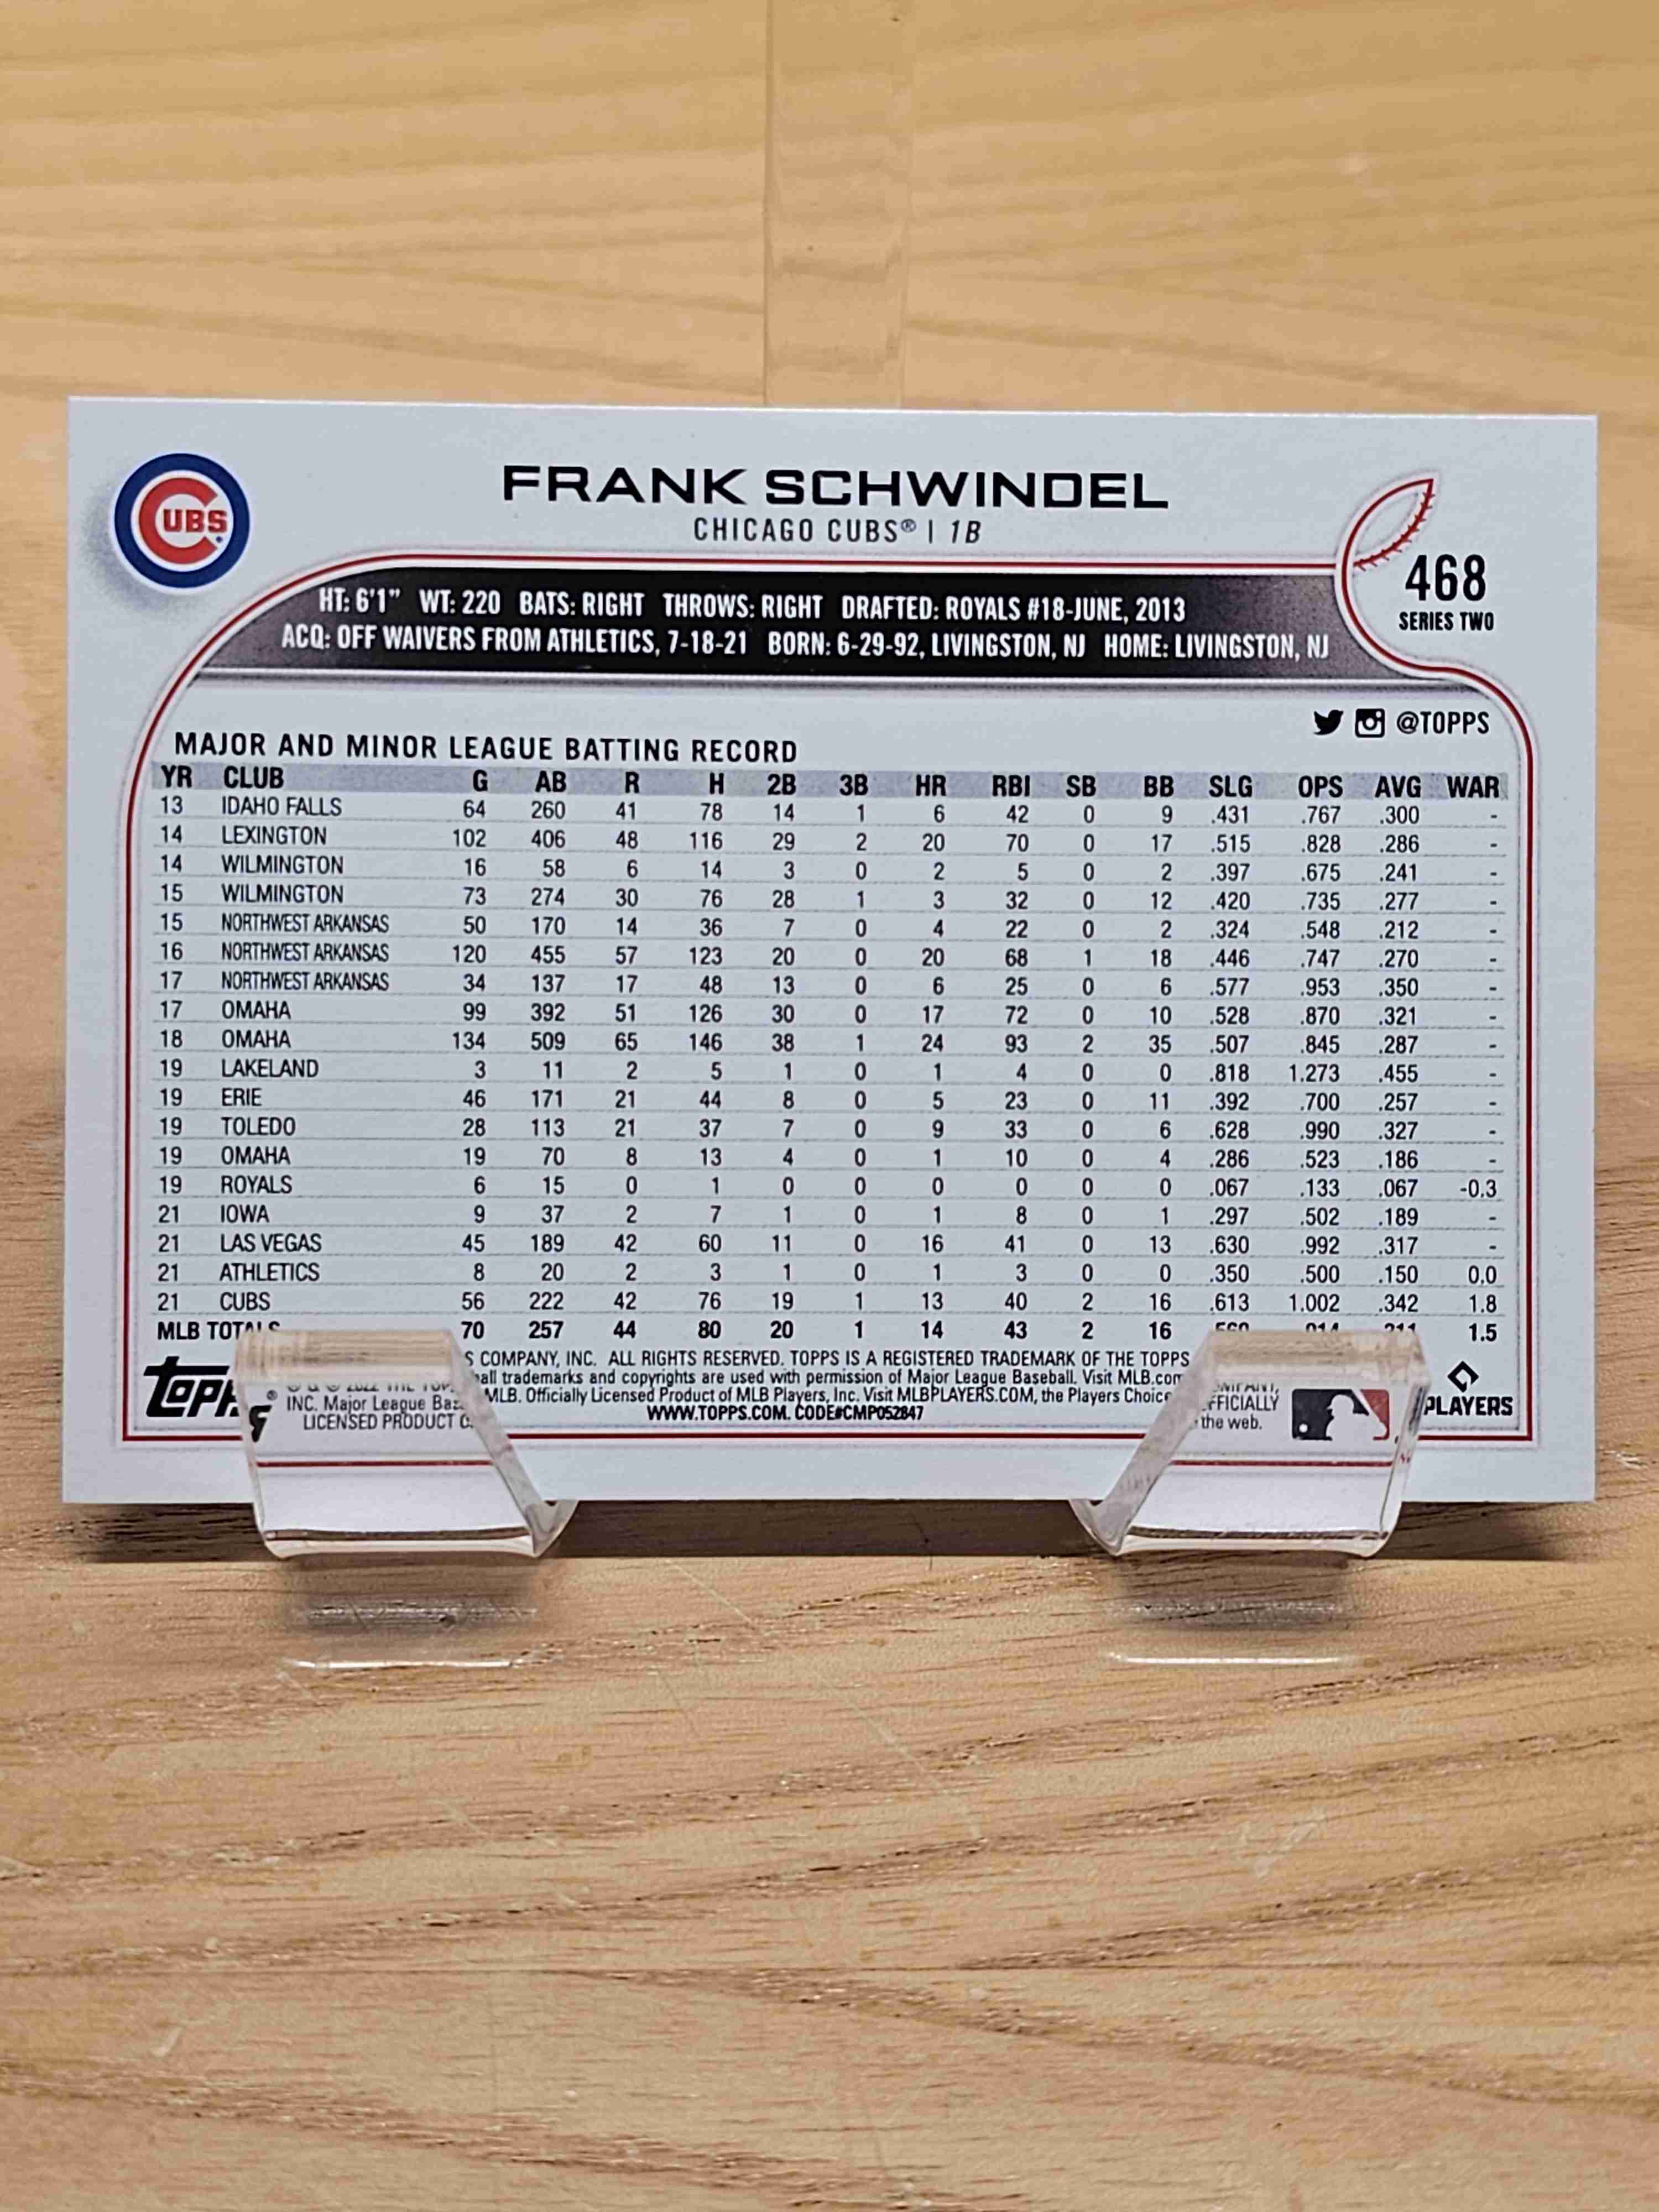 CUBS
FRANK SCHWINDEL
CHICAGO CUBS® | 1B
468
SERIES TWO
HT: 6'1" WT: 220 BATS: RIGHT THROWS: RIGHT DRAFTED: ROYALS #18-JUNE, 2013
ACQ: OFF WAIVERS FROM ATHLETICS, 7-18-21 BORN: 6-29-92, LIVINGSTON, NJ HOME: LIVINGSTON, NJ
@TOPPS
MAJOR AND MINOR LEAGUE BATTING RECORD
YR CLUB G AB R H 2B 3B HR RBI SB BB SLG OPS AVG WAR
13 IDAHO FALLS 64 260 41 78 14 1 6 42 0 9 .431 .767 .300 -
14 LEXINGTON 102 406 48 116 29 2 20 70 0 17 .515 .828 .286 -
14 WILMINGTON 16 58 6 14 3 0 2 5 0 2 .397 .675 .241 -
15 WILMINGTON 73 274 30 76 28 1 3 32 0 12 .420 .735 .277 -
15 NORTHWEST ARKANSAS 50 170 14 36 7 0 4 22 0 2 .324 .548 .212 -
16 NORTHWEST ARKANSAS 120 455 57 123 20 0 20 68 1 18 .446 .747 .270 -
17 NORTHWEST ARKANSAS 34 137 17 48 13 0 6 25 0 6 .577 .953 .350 -
17 OMAHA 99 392 51 126 30 0 17 72 0 10 .528 .870 .321 -
18 OMAHA 134 509 65 146 38 1 24 93 2 35 .507 .845 .287 -
19 LAKELAND 3 11 2 5 1 0 1 4 0 0 .818 1.273 .455 -
19 ERIE 46 171 21 44 8 0 5 23 0 11 .392 .700 .257 -
19 TOLEDO 28 113 21 37 7 0 9 33 0 6 .628 .990 .327 -
19 OMAHA 19 70 8 13 4 0 1 10 0 4 .286 .523 .186 -
19 ROYALS 6 15 0 1 0 0 0 0 0 0 .067 .133 .067 -0.3
21 IOWA 9 37 2 7 1 0 1 8 0 1 .297 .502 .189 -
21 LAS VEGAS 45 189 42 60 11 0 16 41 0 13 .630 .992 .317 -
21 ATHLETICS 8 20 2 3 1 0 1 3 0 0 .350 .500 .150 0.0
21 CUBS 56 222 42 76 19 1 13 40 2 16 .613 1.002 .342 1.8
MLB TOTALS 70 257 44 80 20 1 14 43 2 16 1.5
COMPANY, INC. ALL RIGHTS RESERVED. TOPPS IS A REGISTERED TRADEMARK OF THE TOPPS
INC. Major League trademarks and copyrights are used with permission of Major League Baseball. Visit MLB.com
LICENSED PRODUCT MLB. Officially Licensed Product of MLB Players, Inc. Visit MLBPLAYERS.COM, the Players Choice the web.
WWW.TOPPS.COM. CODE#CMP052847
Topps
PLAYERS